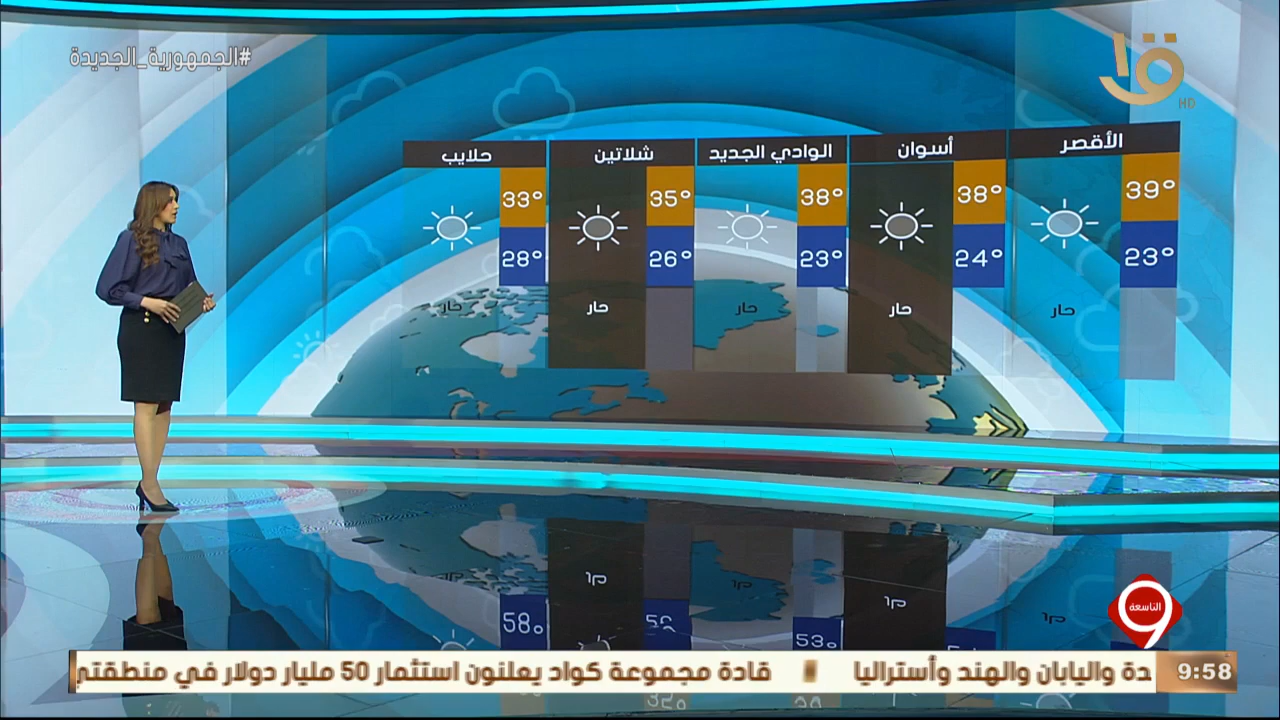 #الجمهورية_الجديدة
HD
الأقصر
39°
23°
حار
أسوان
38°
24°
حار
الوادي الجديد
38°
23°
حار
شلاتين
35°
26°
حار
حلايب
33°
28°
حار
التاسعة
9
9:58
دة واليابان والهند وأستراليا
قادة مجموعة كواد يعلنون استثمار 50 مليار دولار في منطقتم